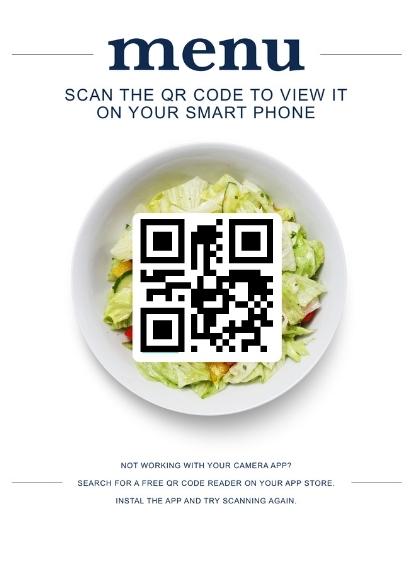 menu
SCAN THE QR CODE TO VIEW IT
ON YOUR SMART PHONE
NOT WORKING WITH YOUR CAMERA APP?
SEARCH FOR A FREE QR CODE READER ON YOUR APP STORE.
INSTAL THE APP AND TRY SCANNING AGAIN.